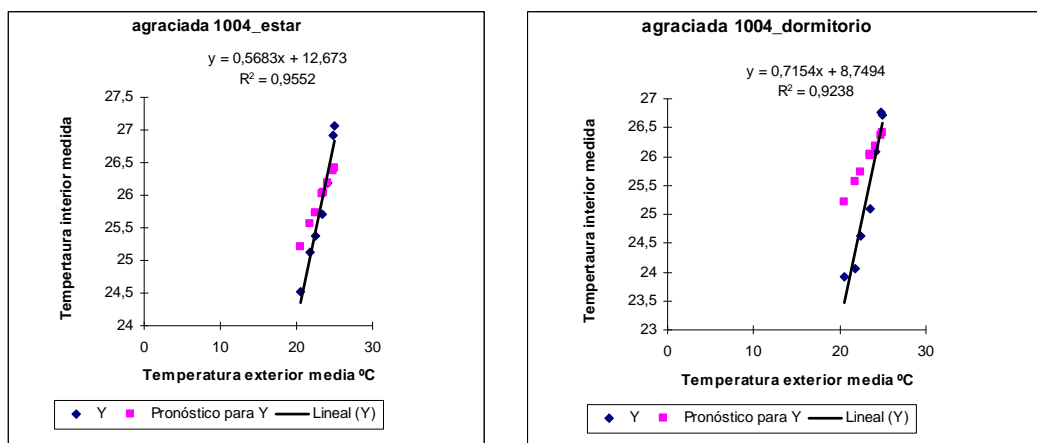 agraciada 1004_estar
y = 0,5683x + 12,673
R² = 0,9552
27,5
27
26,5
26
25,5
25
24,5
24
0
10
20
30
Tempertaura interior medida
Temperatura exterior media ºC
Y
Pronóstico para Y
Lineal (Y)
agraciada 1004_dormitorio
y = 0,7154x + 8,7494
R² = 0,9238
27
26,5
26
25,5
25
24,5
24
23,5
23
0
10
20
30
Tempertaura interior medida
Temperatura exterior media ºC
Y
Pronóstico para Y
Lineal (Y)